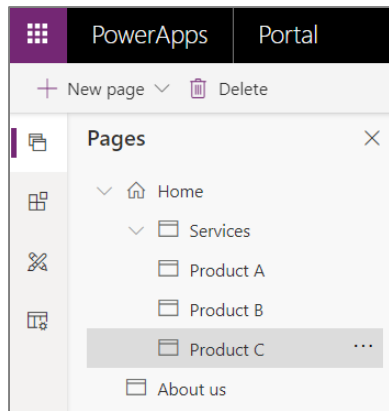 PowerApps Portal
New page Delete
Pages
Home
Services
Product A
Product B
Product C
About us